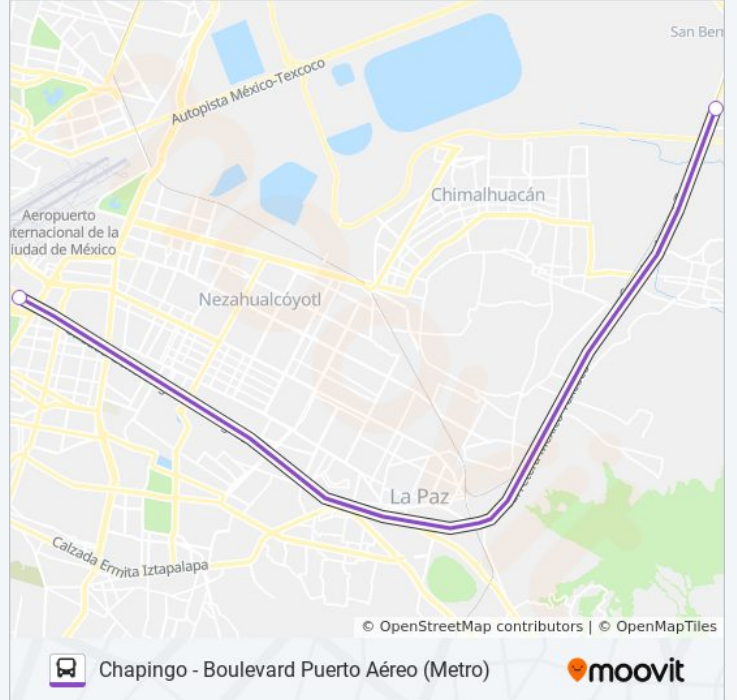 San Ben
Autopista México-Texcoco
Chimalhuacán
Aeropuerto
ternacional de la
iudad de México
Nezahualcóyotl
La Paz
Calzada Ermita Iztapalapa
© OpenStreetMap contributors | © OpenMapTiles
Chapingo - Boulevard Puerto Aéreo (Metro)
moovit